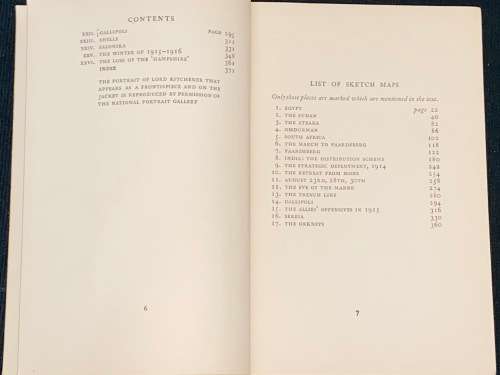 CONTENTS
PAGE
XXII. GALLIPOLI 295
XXIII. SHELLS 315
XXIV. SALONIKA 331
XXV. THE WINTER OF 1915–1916 348
XXVI. THE LOSS OF THE "HAMPSHIRE" 361
INDEX 371
THE PORTRAIT OF LORD KITCHENER THAT
APPEARS AS A FRONTISPIECE AND ON THE
JACKET IS REPRODUCED BY PERMISSION OF
THE NATIONAL PORTRAIT GALLERY
6
LIST OF SKETCH MAPS
Only those places are marked which are mentioned in the text.
1. EGYPT page 22
2. THE SUDAN 40
3. THE ATBARA 82
4. OMDURMAN 86
5. SOUTH AFRICA 102
6. THE MARCH TO PAARDEBERG 118
7. PAARDEBERG 122
8. INDIA: THE DISTRIBUTION SCHEME 180
9. THE STRATEGIC DEPLOYMENT, 1914 242
10. THE RETREAT FROM MONS 254
11. AUGUST 23RD, 28TH, 30TH 258
12. THE EVE OF THE MARNE 274
13. THE FRENCH LINE 280
14. GALLIPOLI 294
15. THE ALLIES' OFFENSIVES IN 1915 316
16. SERBIA 330
17. THE ORKNEYS 360
7